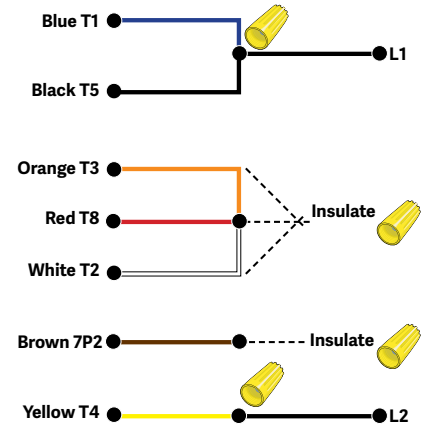 Blue T1
L1
Black T5
Orange T3
Insulate
Red T8
White T2
Brown 7P2
Insulate
Yellow T4
L2